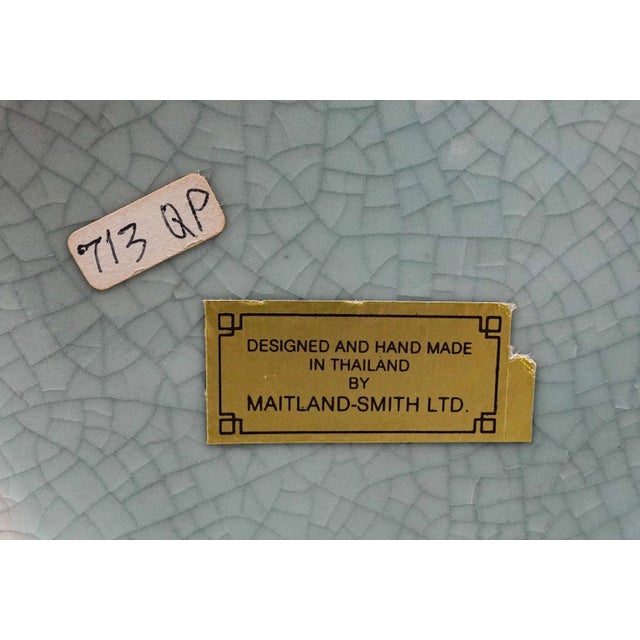 713 QP
DESIGNED AND HAND MADE
IN THAILAND
BY
MAITLAND-SMITH LTD.